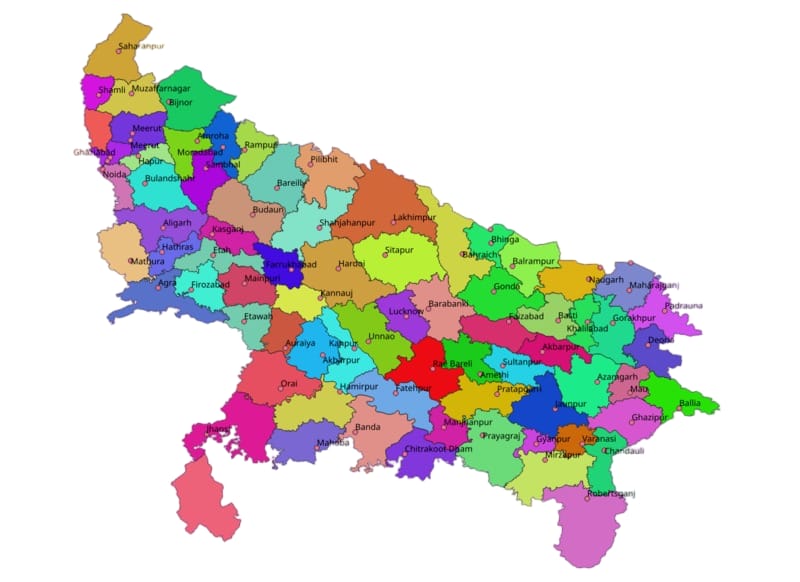 Saharanpur
Shamli
Muzaffarnagar
Bijnor
Meerut
Amroha
Ghaziabad
Meerut
Moradabad
Rampur
Hapur
Sambhal
Pilibhit
Noida
Bulandshahr
Bareilly
Budaun
Aligarh
Kasganj
Shahjahanpur
Lakhimpur
Hathras
Etah
Sitapur
Bhinga
Bahraich
Mathura
Farrukhabad
Hardoi
Balrampur
Agra
Firozabad
Mainpuri
Gonda
Naugarh
Maharajganj
Kannauj
Barabanki
Lucknow
Padrauna
Etawah
Faizabad
Basti
Khalilabad
Gorakhpur
Auraiya
Kanpur
Unnao
Akbarpur
Deoria
Akbarpur
Rae Bareli
Sultanpur
Amethi
Orai
Hamirpur
Fatehpur
Pratapgarh
Azamgarh
Mau
Jaunpur
Ballia
Jhansi
Mahoba
Banda
Manjhanpur
Ghazipur
Prayagraj
Gyanpur
Varanasi
Chitrakoot Dham
Mirzapur
Chandauli
Robertsganj